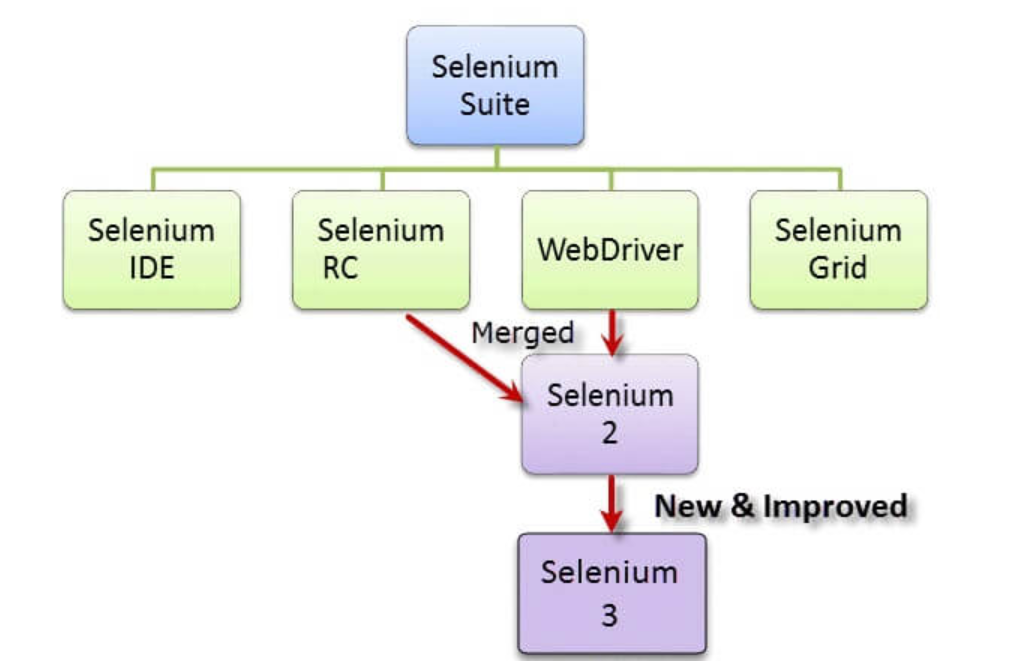 Selenium
Suite
Selenium
IDE
Selenium
RC
WebDriver
Selenium
Grid
Merged
Selenium
2
New & Improved
Selenium
3